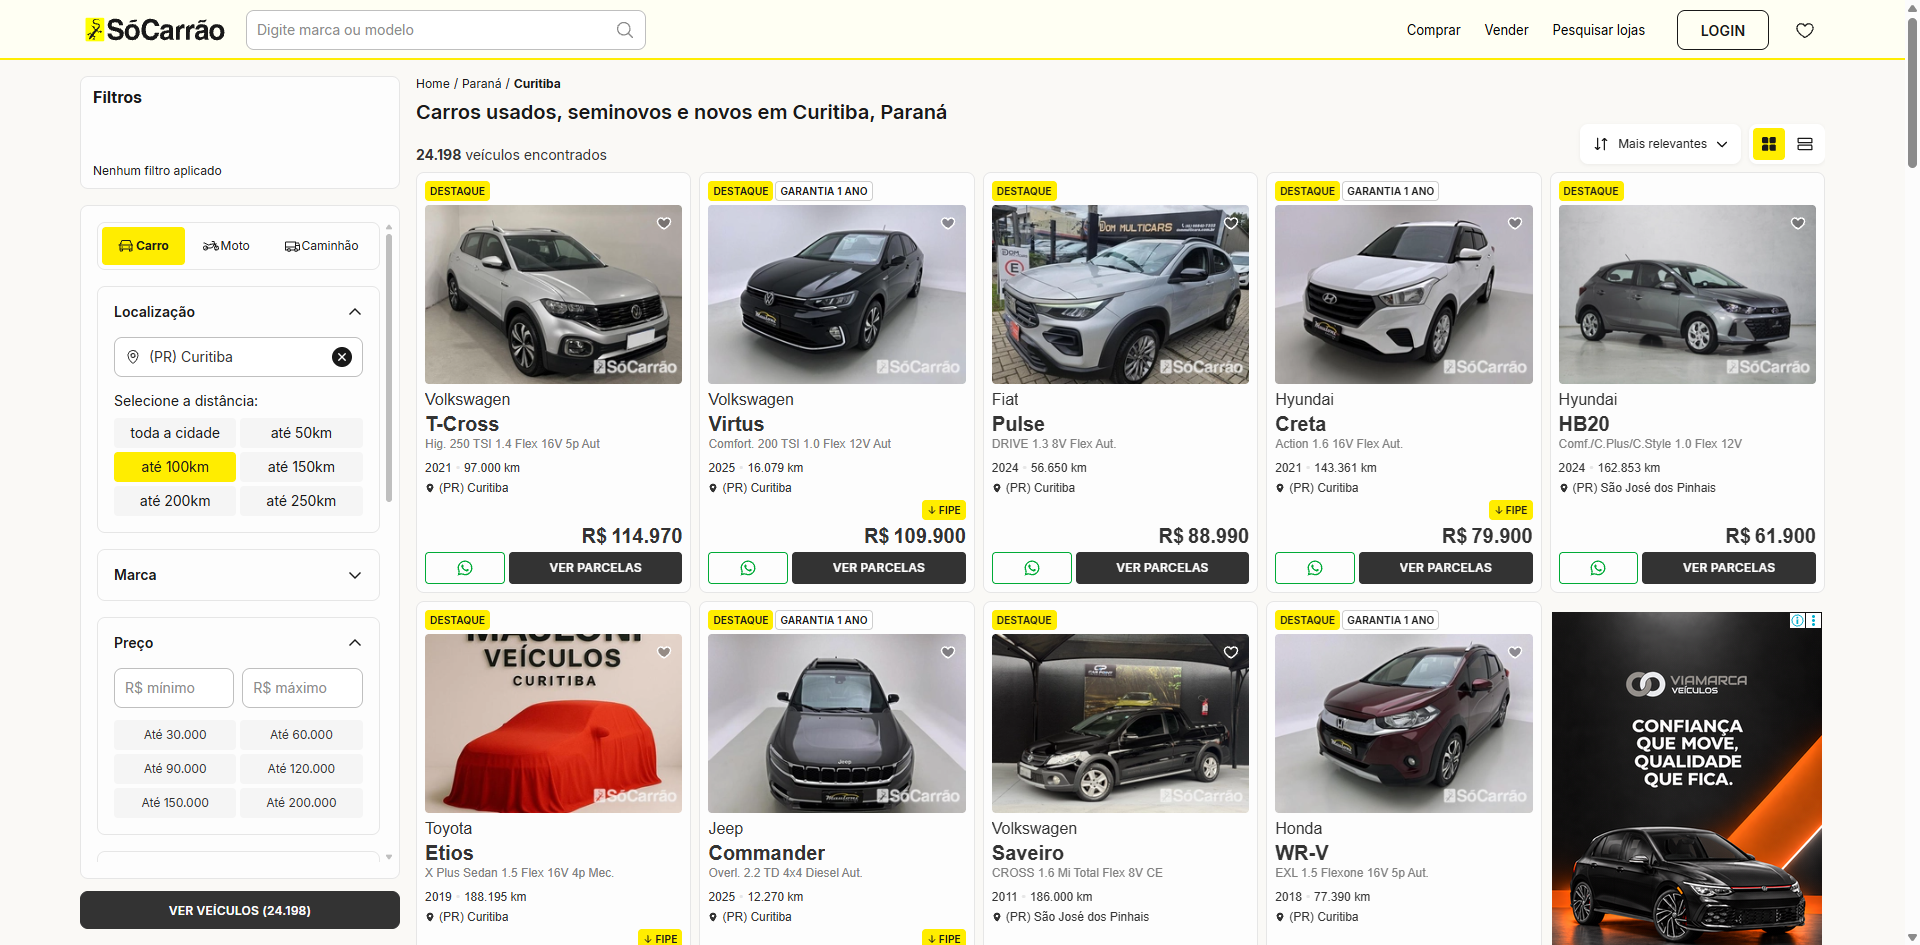 SóCarrão
Digite marca ou modelo
Comprar
Vender
Pesquisar lojas
LOGIN
Filtros
Nenhum filtro aplicado
Carro
Moto
Caminhão
Localização
(PR) Curitiba
Selecione a distância:
toda a cidade
até 50km
até 100km
até 150km
até 200km
até 250km
Marca
Preço
R$ mínimo
R$ máximo
Até 30.000
Até 60.000
Até 90.000
Até 120.000
Até 150.000
Até 200.000
VER VEÍCULOS (24.198)
Home / Paraná / Curitiba
Carros usados, seminovos e novos em Curitiba, Paraná
24.198 veículos encontrados
Mais relevantes
DESTAQUE
SóCarrão
Volkswagen
T-Cross
Hig. 250 TSI 1.4 Flex 16V 5p Aut
2021 • 97.000 km
(PR) Curitiba
R$ 114.970
VER PARCELAS
DESTAQUE
GARANTIA 1 ANO
SóCarrão
Volkswagen
Virtus
Comfort. 200 TSI 1.0 Flex 12V Aut
2025 • 16.079 km
(PR) Curitiba
FIPE
R$ 109.900
VER PARCELAS
DESTAQUE
DOM MULTICARS
SóCarrão
Fiat
Pulse
DRIVE 1.3 8V Flex Aut.
2024 • 56.650 km
(PR) Curitiba
R$ 88.990
VER PARCELAS
DESTAQUE
GARANTIA 1 ANO
SóCarrão
Hyundai
Creta
Action 1.6 16V Flex Aut.
2021 • 143.361 km
(PR) Curitiba
FIPE
R$ 79.900
VER PARCELAS
DESTAQUE
SóCarrão
Hyundai
HB20
Comf./C.Plus/C.Style 1.0 Flex 12V
2024 • 162.853 km
(PR) São José dos Pinhais
R$ 61.900
VER PARCELAS
DESTAQUE
MAULONI
VEÍCULOS
CURITIBA
SóCarrão
Toyota
Etios
X Plus Sedan 1.5 Flex 16V 4p Mec.
2019 • 188.195 km
(PR) Curitiba
FIPE
DESTAQUE
GARANTIA 1 ANO
Jeep
Mauloni
SóCarrão
Jeep
Commander
Overl. 2.2 TD 4x4 Diesel Aut.
2025 • 12.270 km
(PR) Curitiba
FIPE
DESTAQUE
SóCarrão
Volkswagen
Saveiro
CROSS 1.6 Mi Total Flex 8V CE
2011 • 186.000 km
(PR) São José dos Pinhais
DESTAQUE
GARANTIA 1 ANO
SóCarrão
Honda
WR-V
EXL 1.5 Flexone 16V 5p Aut.
2018 • 77.390 km
(PR) Curitiba
VIAMARCA
VEÍCULOS
CONFIANÇA
QUE MOVE,
QUALIDADE
QUE FICA.